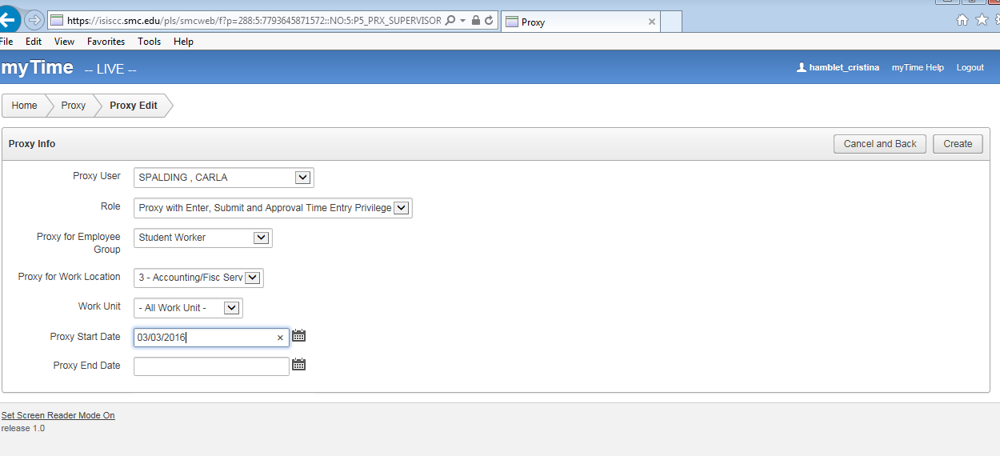 https://isiscc.smc.edu/pls/smcweb/f?p=288:5:7793645871572::NO:5:P5_PRX_SUPERVISOR
Proxy
File Edit View Favorites Tools Help
myTime -- LIVE --
hamblet_cristina myTime Help Logout
Home Proxy Proxy Edit
Proxy Info
Cancel and Back Create
Proxy User SPALDING , CARLA
Role Proxy with Enter, Submit and Approval Time Entry Privilege
Proxy for Employee
Group
Student Worker
Proxy for Work Location 3 - Accounting/Fisc Serv
Work Unit - All Work Unit -
Proxy Start Date 03/03/2016
Proxy End Date
Set Screen Reader Mode On
release 1.0